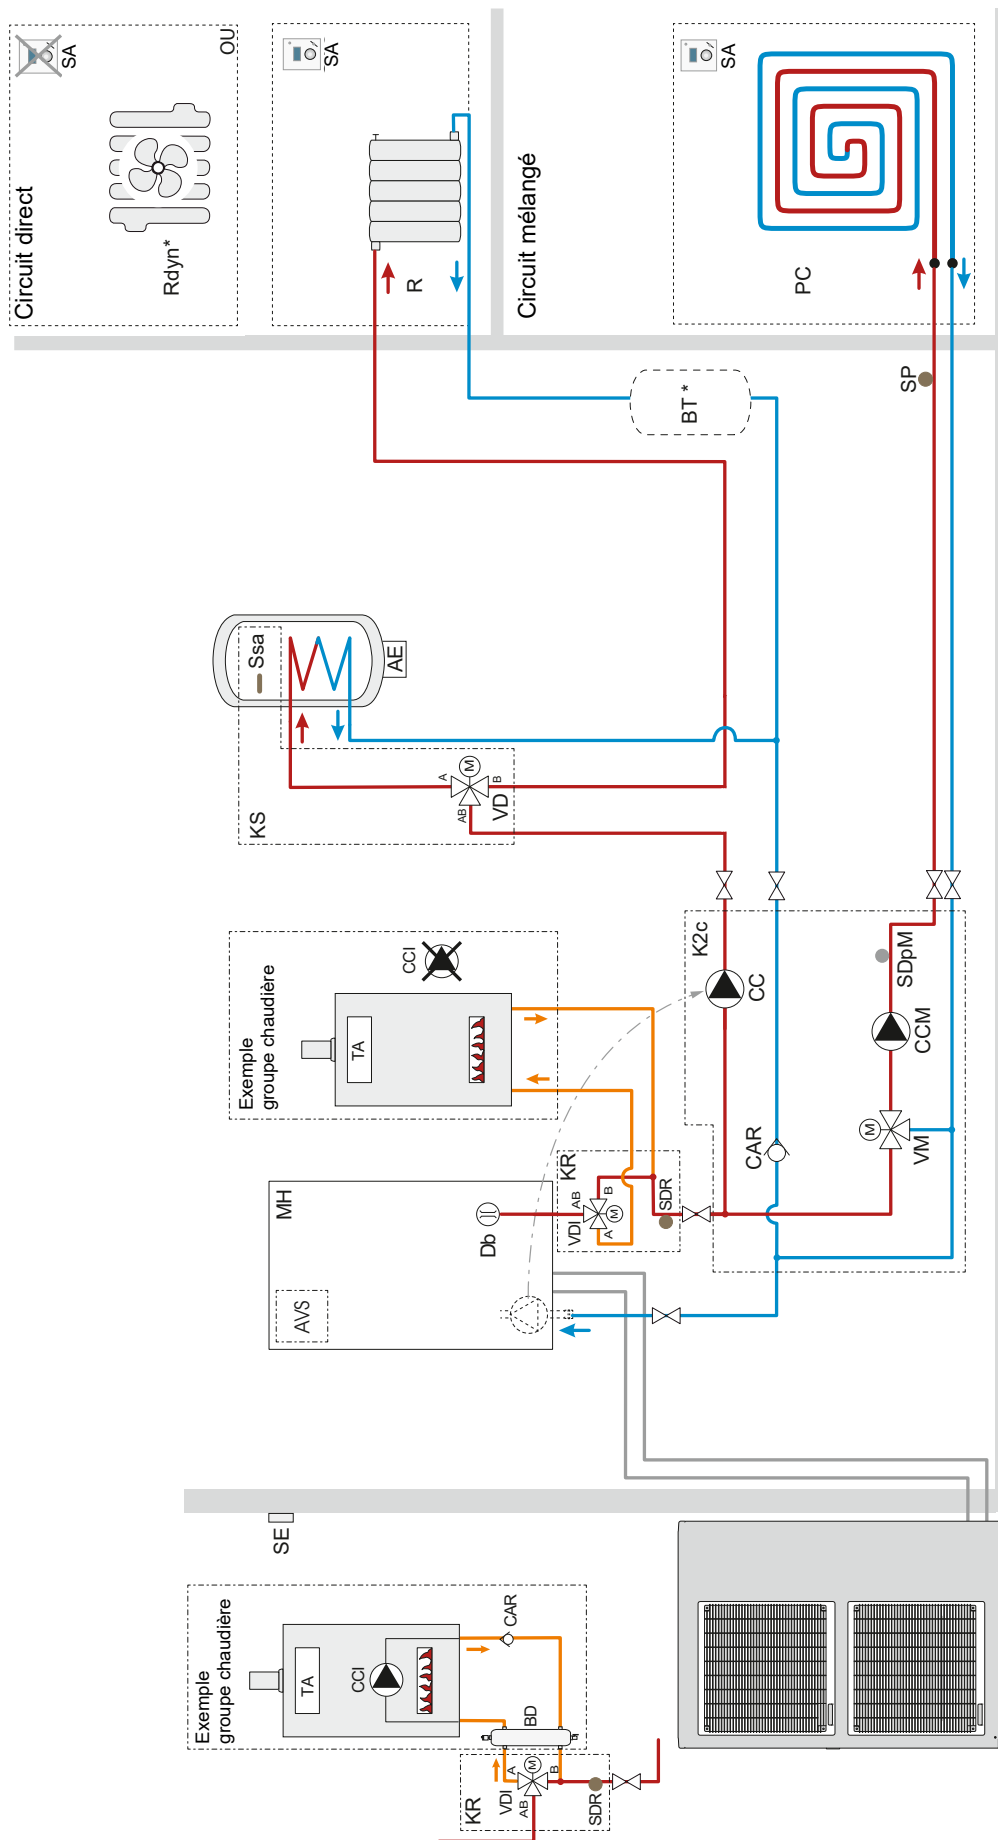 Circuit direct
SA
OU
Rdyn*
SA
R
Circuit mélangé
SA
PC
SP
BT *
Ssa
AE
KS
A
M
AB
B
VD
Exemple
groupe chaudière
TA
CCI
K2c
CC
SDpM
CCM
M
VM
CAR
MH
AVS
Db
KR
VDI
AB
B
A
M
SDR
SE
Exemple
groupe chaudière
TA
CCI
CAR
BD
KR
VDI
A
M
AB
B
SDR